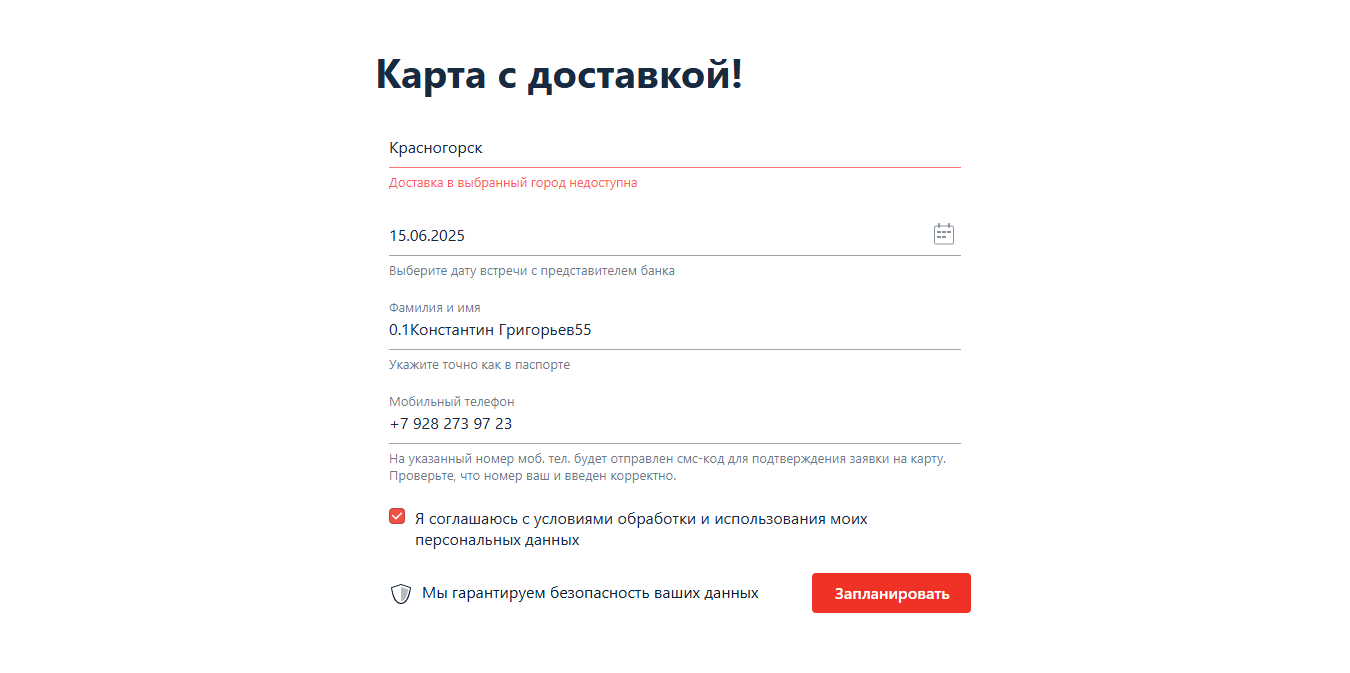 Карта с доставкой!
Красногорск
Доставка в выбранный город недоступна
15.06.2025
Выберите дату встречи с представителем банка
Фамилия и имя
0.1Константин Григорьев55
Укажите точно как в паспорте
Мобильный телефон
+7 928 273 97 23
На указанный номер моб. тел. будет отправлен смс-код для подтверждения заявки на карту.
Проверьте, что номер ваш и введен корректно.
Я соглашаюсь с условиями обработки и использования моих
персональных данных
Мы гарантируем безопасность ваших данных
Запланировать